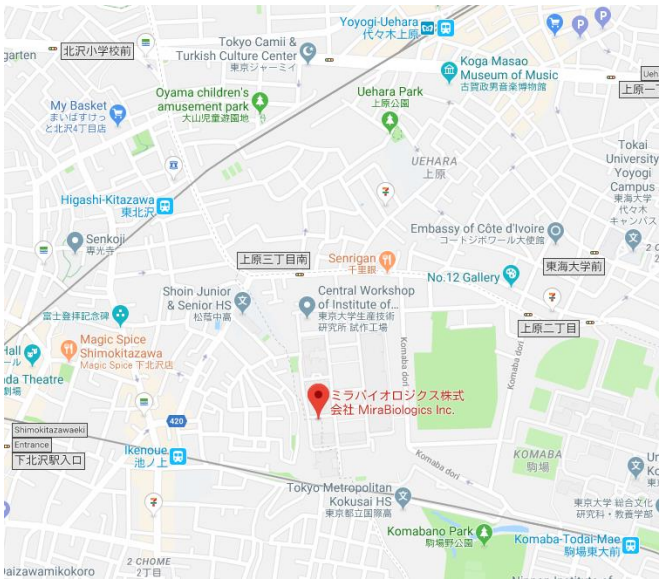 Yoyogi-Uehara
代々木上原
garten
北沢小学校前
Tokyo Camii &
Turkish Culture Center
東京ジャーミイ
Koga Masao
Museum of Music
古賀政男音楽博物館
上原一丁
My Basket
まいばすけっ
と北沢4丁目店
Oyama children's
amusement park
大山児童遊園地
Uehara Park
上原公園
UEHARA
上原
Tokai
University
Yoyogi
Campus
東海大学
代々木
キャンパス
Higashi-Kitazawa
東北沢
Senkoji
専光寺
Embassy of Côte d'Ivoire
コートジボワール大使館
上原三丁目南
Senrigan
千里眼
東海大学前
No.12 Gallery
Shoin Junior
& Senior HS
松蔭中高
Central Workshop
of Institute of...
東京大学生産技術
研究所 試作工場
富士登拝記念碑
上原二丁目
Magic Spice
Shimokitazawa
Magic Spice 下北沢店
Hall
ール
da Theatre
劇場
Komaba dori
Komaba dori
ミラバイオロジクス株式
会社 MiraBiologics Inc.
420
Shimokitazawaeki
Entrance
下北沢駅入口
Ikenoue
池ノ上
Komaba dori
KOMABA
駒場
Tokyo Metropolitan
Kokusai HS
東京都立国際高
東京大学 総合文化
研究科・教養学部
Komabano Park
駒場野公園
Komaba-Todai-Mae
駒場東大前
2 CHOME
2丁目
Daizawamikokoro